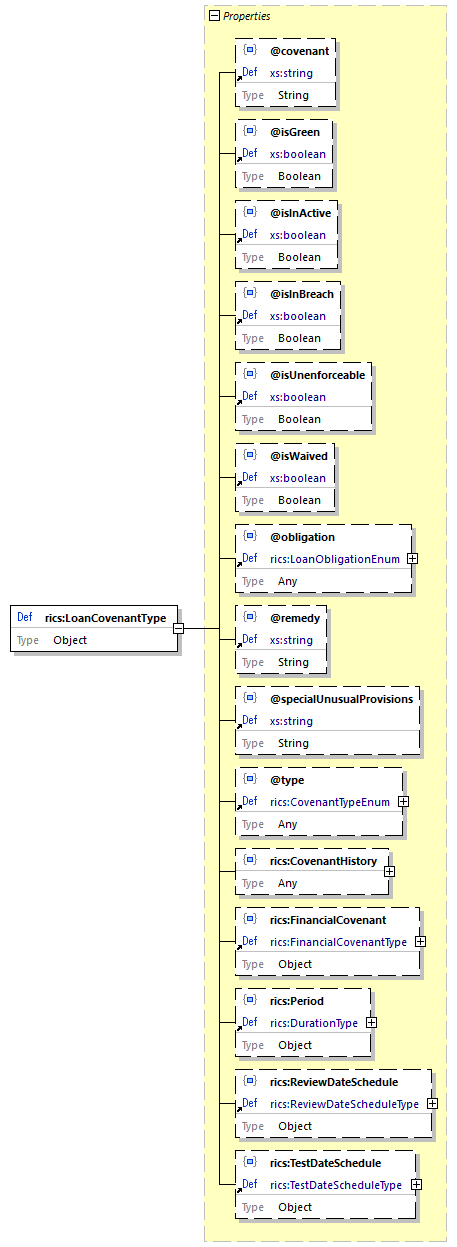 Properties
@covenant
Def xs:string
Type String
@isGreen
Def xs:boolean
Type Boolean
@isInActive
Def xs:boolean
Type Boolean
@isInBreach
Def xs:boolean
Type Boolean
@isUnenforceable
Def xs:boolean
Type Boolean
@isWaived
Def xs:boolean
Type Boolean
@obligation
Def rics:LoanObligationEnum
Type Any
Def rics:LoanCovenantType
Type Object
@remedy
Def xs:string
Type String
@specialUnusualProvisions
Def xs:string
Type String
@type
Def rics:CovenantTypeEnum
Type Any
rics:CovenantHistory
Type Any
rics:FinancialCovenant
Def rics:FinancialCovenantType
Type Object
rics:Period
Def rics:DurationType
Type Object
rics:ReviewDateSchedule
Def rics:ReviewDateScheduleType
Type Object
rics:TestDateSchedule
Def rics:TestDateScheduleType
Type Object